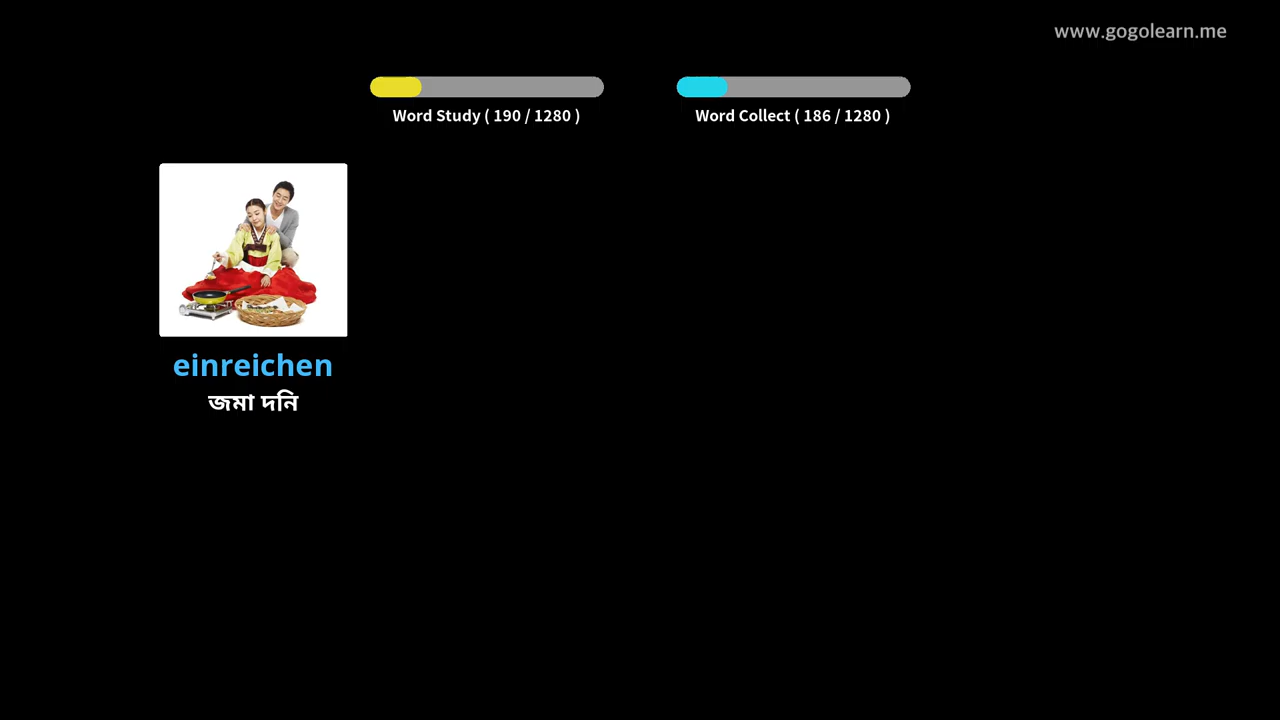 www.gogolearn.me
Word Study ( 190 / 1280 )
Word Collect ( 186 / 1280 )
einreichen
জমা দনি